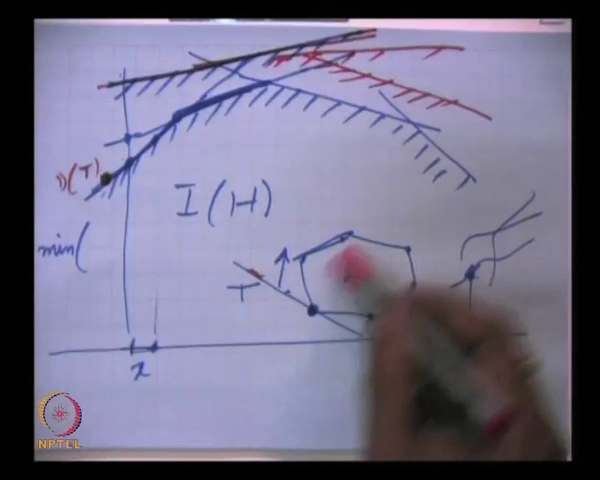 D(T)
I(H)
min(
T
x
NPTEL